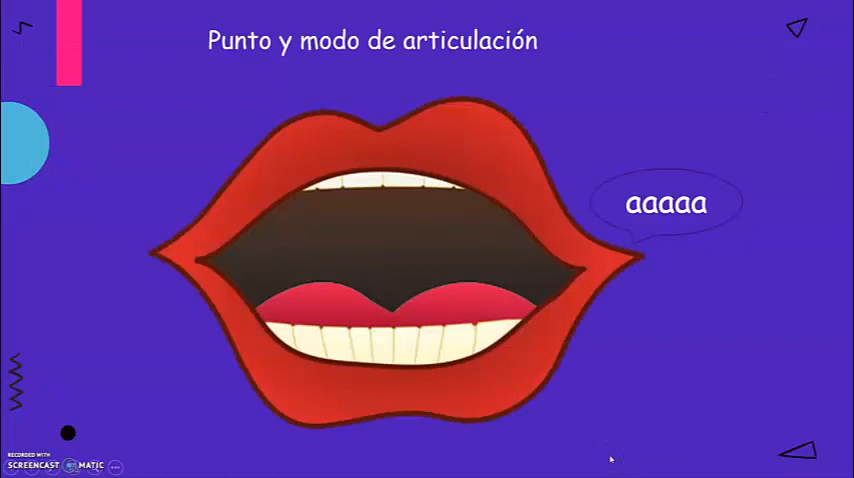 Punto y modo de articulación
aaaaa
RECORDED WITH
SCREENCAST MATIC